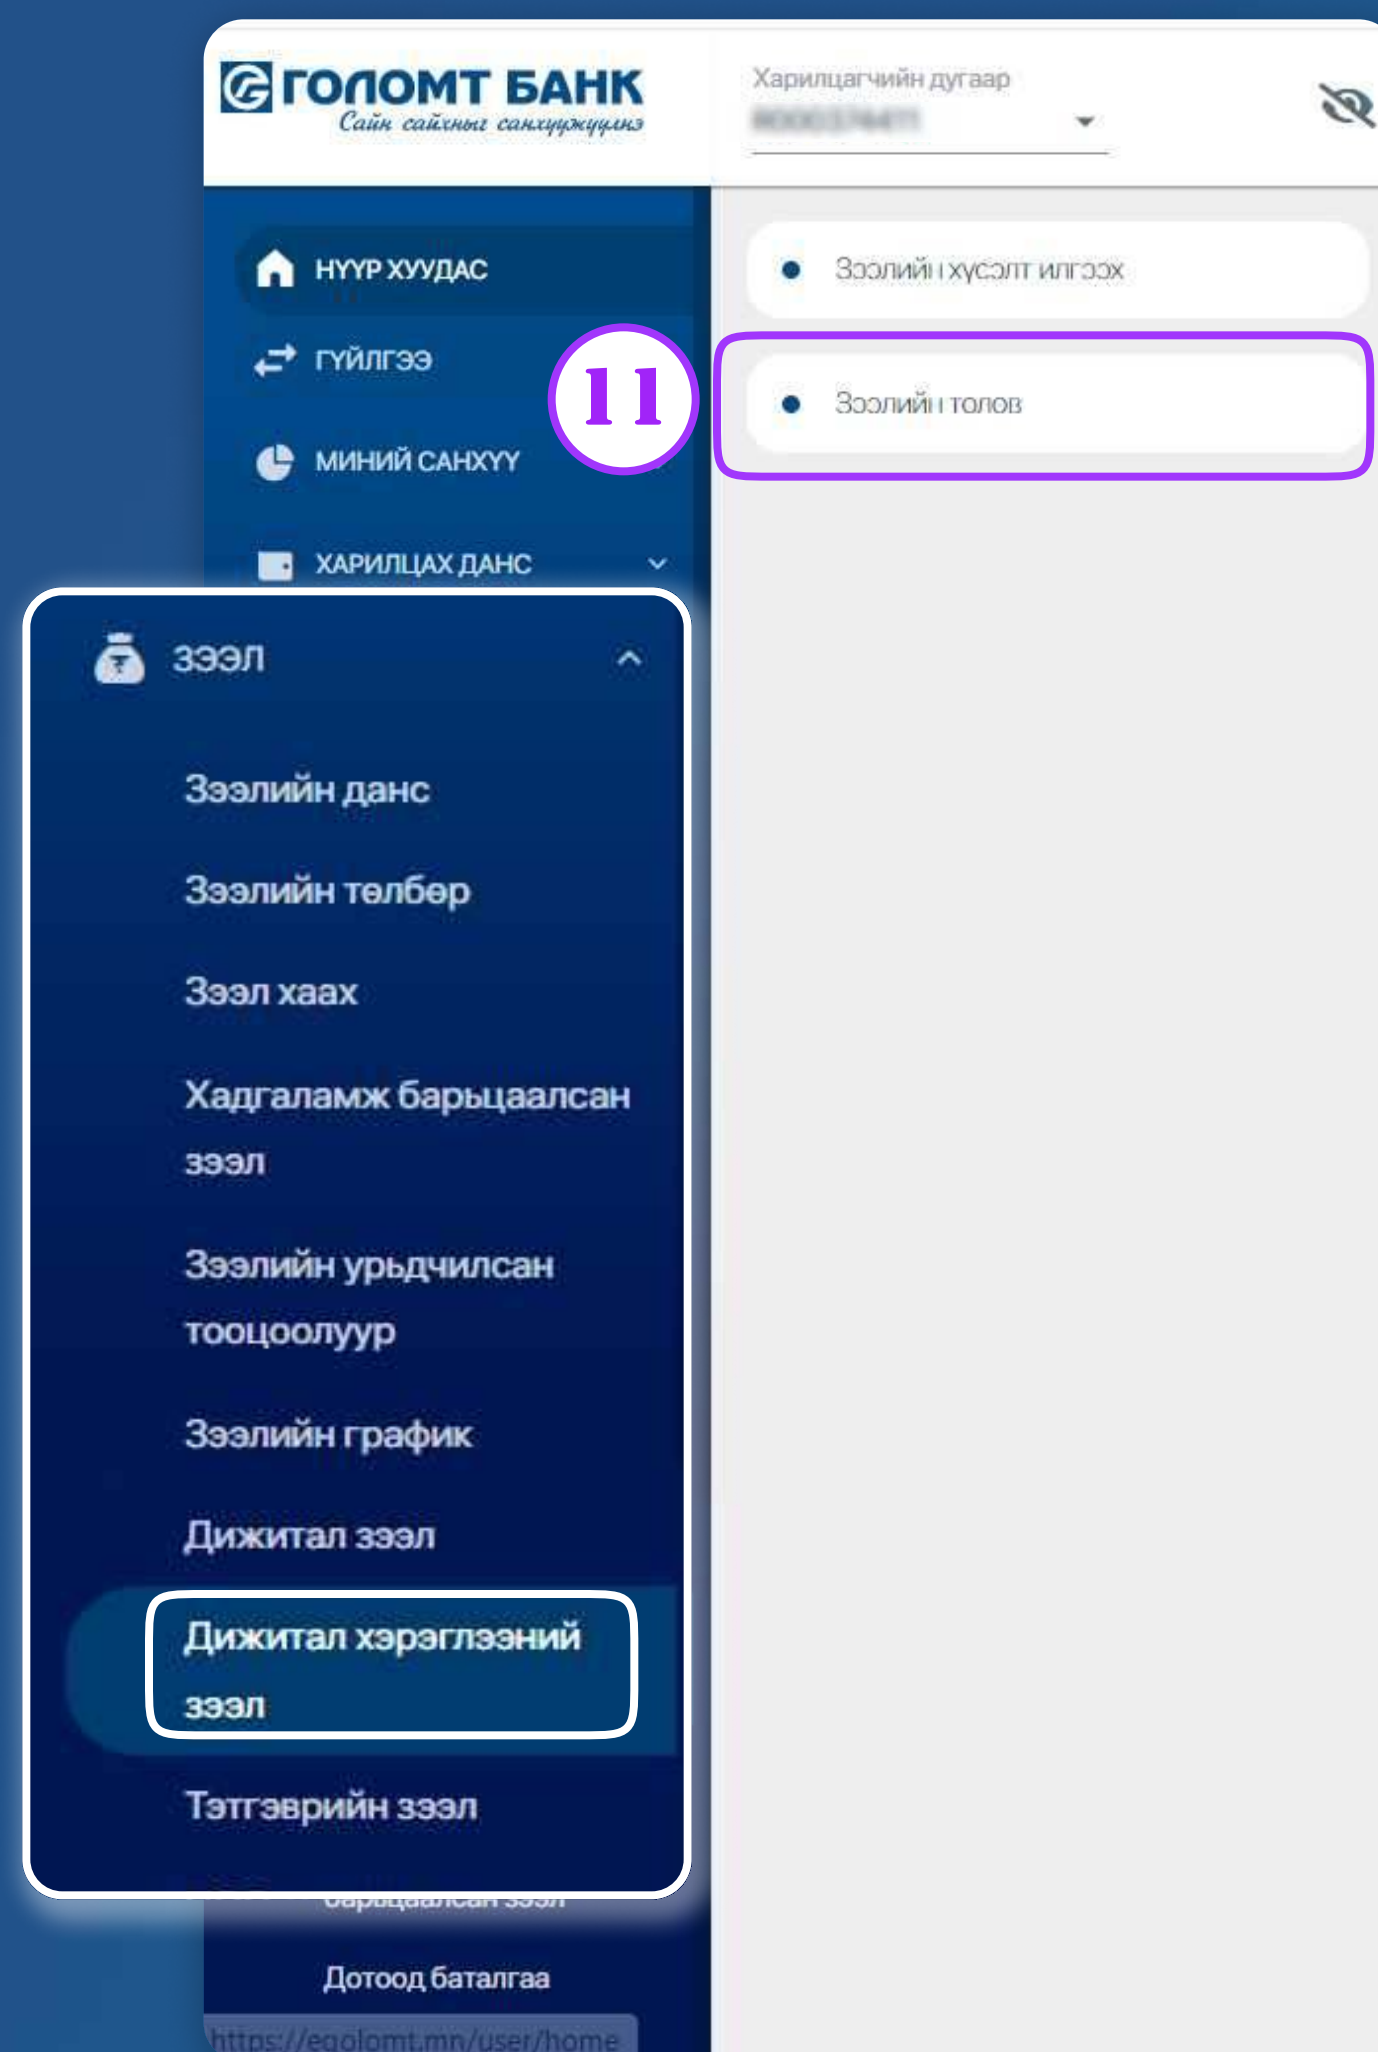 ГОЛОМТ БАНК
Сайн сайхныг санхүүжүүлнэ
Харилцагчийн дугаар
НҮҮР ХУУДАС
ГҮЙЛГЭЭ
МИНИЙ САНХҮҮ
ХАРИЛЦАХ ДАНС
ЗЭЭЛ
Зээлийн данс
Зээлийн төлбөр
Зээл хаах
Хадгаламж барьцаалсан
зээл
Зээлийн урьдчилсан
тооцоолуур
Зээлийн график
Дижитал зээл
Дижитал хэрэглээний
зээл
Тэтгэврийн зээл
барьцаалсан зээл
Дотоод баталгаа
https://egolomt.mn/user/home
Зээлийн хүсэлт илгээх
11
Зээлийн төлөв